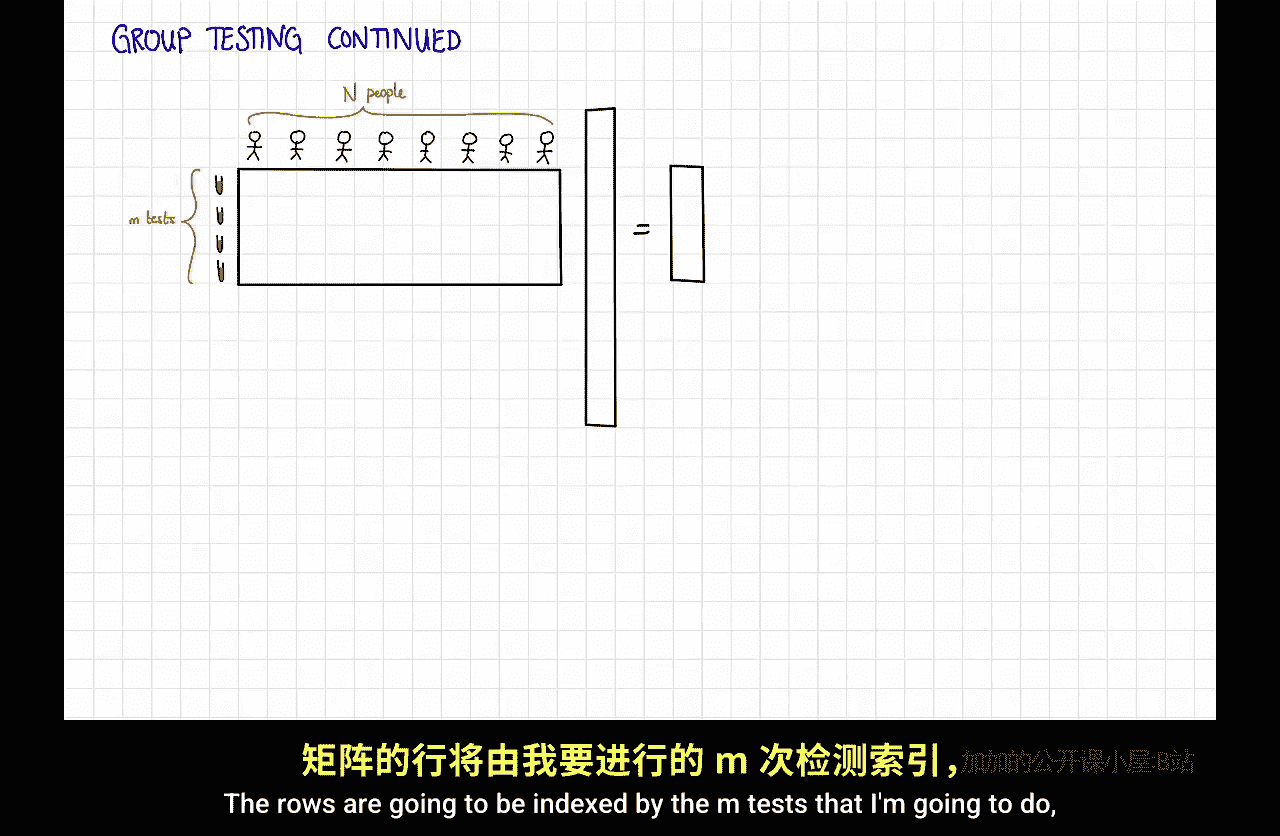 GROUP TESTING CONTINUED
N people
m tests
=
矩阵的行将由我要进行的 m 次检测索引，
加加的公开课小屋:B站
The rows are going to be indexed by the m tests that I'm going to do,